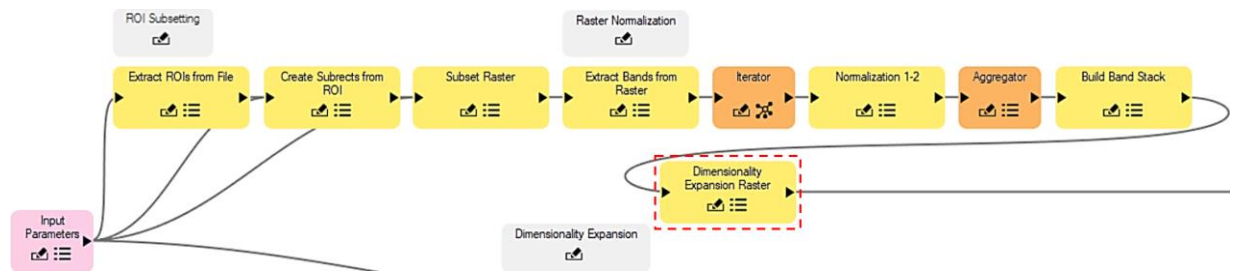 ROI Subsetting
Raster Normalization
Extract ROIs from File
Create Subrects from
ROI
Subset Raster
Extract Bands from
Raster
Iterator
Normalization 1-2
Aggregator
Build Band Stack
Dimensionality
Expansion Raster
Input
Parameters
Dimensionality Expansion